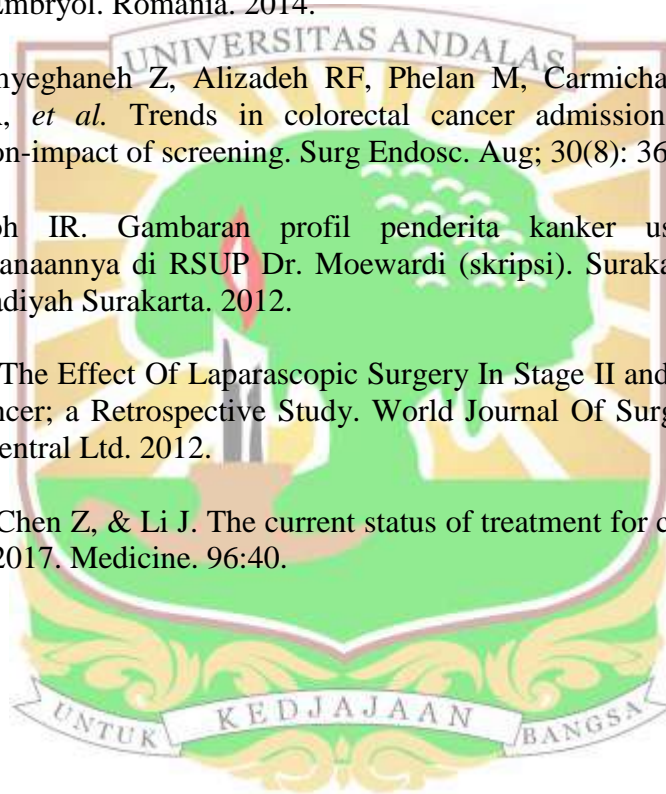 Embryol. Romania. 2014.
UNIVERSITAS ANDALAS
nyeghaneh Z, Alizadeh RF, Phelan M, Carmicha
, et al. Trends in colorectal cancer admission
on-impact of screening. Surg Endosc. Aug; 30(8): 36
oh IR. Gambaran profil penderita kanker us
anaannya di RSUP Dr. Moewardi (skripsi). Suraka
adiyah Surakarta. 2012.
The Effect Of Laparascopic Surgery In Stage II and
ncer; a Retrospective Study. World Journal Of Surg
entral Ltd. 2012.
Chen Z, & Li J. The current status of treatment for c
2017. Medicine. 96:40.
UNTUK KEDJAJAAN BANGSA